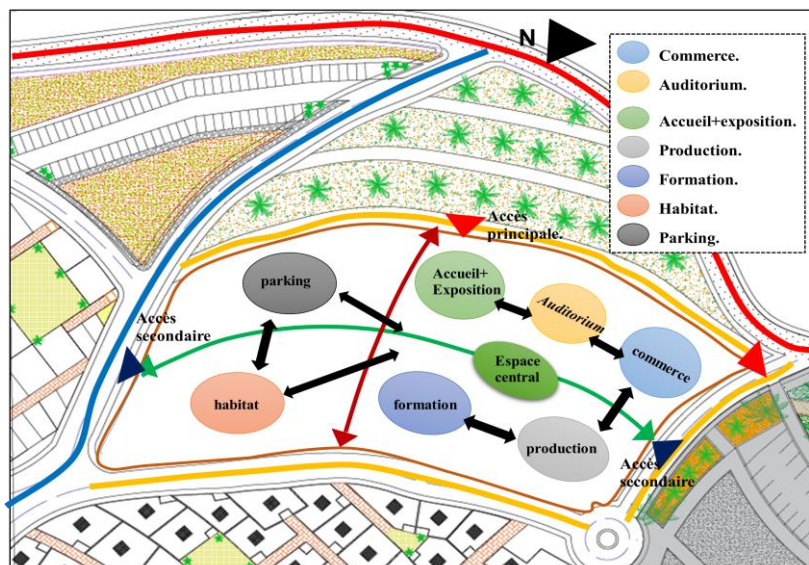 N
Commerce.
Auditorium.
Accueil+exposition.
Production.
Formation.
Habitat.
Parking.
Accès
principale.
parking
Accueil+
Exposition
Auditorium
commerce
Accès
secondaire
Espace
central
habitat
formation
production
Accès
secondaire